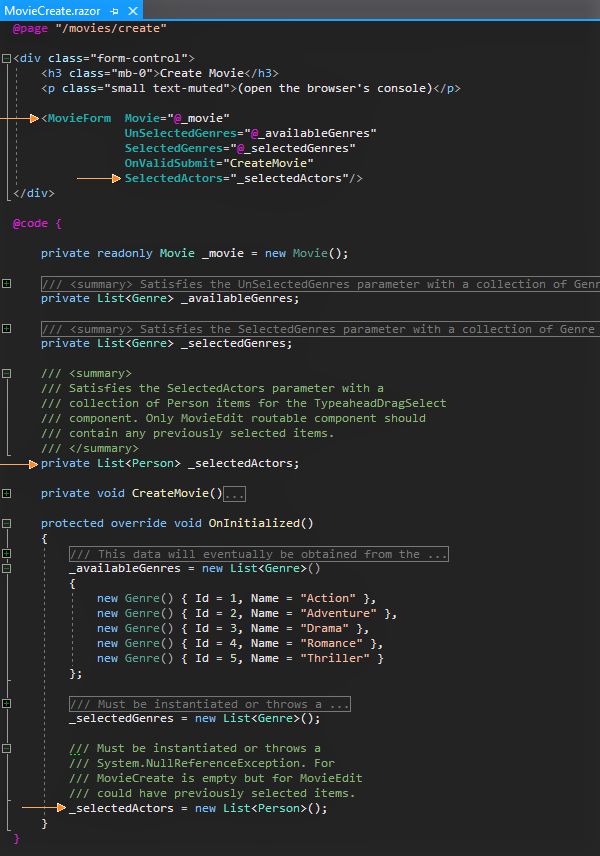 MovieCreate.razor
@page "/movies/create"
<div class="form-control">
<h3 class="mb-0">Create Movie</h3>
<p class="small text-muted">(open the browser's console)</p>
<MovieForm Movie="@_movie"
UnSelectedGenres="@_availableGenres"
SelectedGenres="@_selectedGenres"
OnValidSubmit="CreateMovie"
SelectedActors="_selectedActors"/>
</div>
@code {
private readonly Movie _movie = new Movie();
/// <summary> Satisfies the UnSelectedGenres parameter with a collection of Genr
private List<Genre> _availableGenres;
/// <summary> Satisfies the SelectedGenres parameter with a collection of Genre
private List<Genre> _selectedGenres;
/// <summary>
/// Satisfies the SelectedActors parameter with a
/// collection of Person items for the TypeaheadDragSelect
/// component. Only MovieEdit routable component should
/// contain any previously selected items.
/// </summary>
private List<Person> _selectedActors;
private void CreateMovie()...
protected override void OnInitialized()
{
/// This data will eventually be obtained from the ...
_availableGenres = new List<Genre>()
{
new Genre() { Id = 1, Name = "Action" },
new Genre() { Id = 2, Name = "Adventure" },
new Genre() { Id = 3, Name = "Drama" },
new Genre() { Id = 4, Name = "Romance" },
new Genre() { Id = 5, Name = "Thriller" }
};
/// Must be instantiated or throws a ...
_selectedGenres = new List<Genre>();
/// Must be instantiated or throws a
/// System.NullReferenceException. For
/// MovieCreate is empty but for MovieEdit
/// could have previously selected items.
_selectedActors = new List<Person>();
}
}